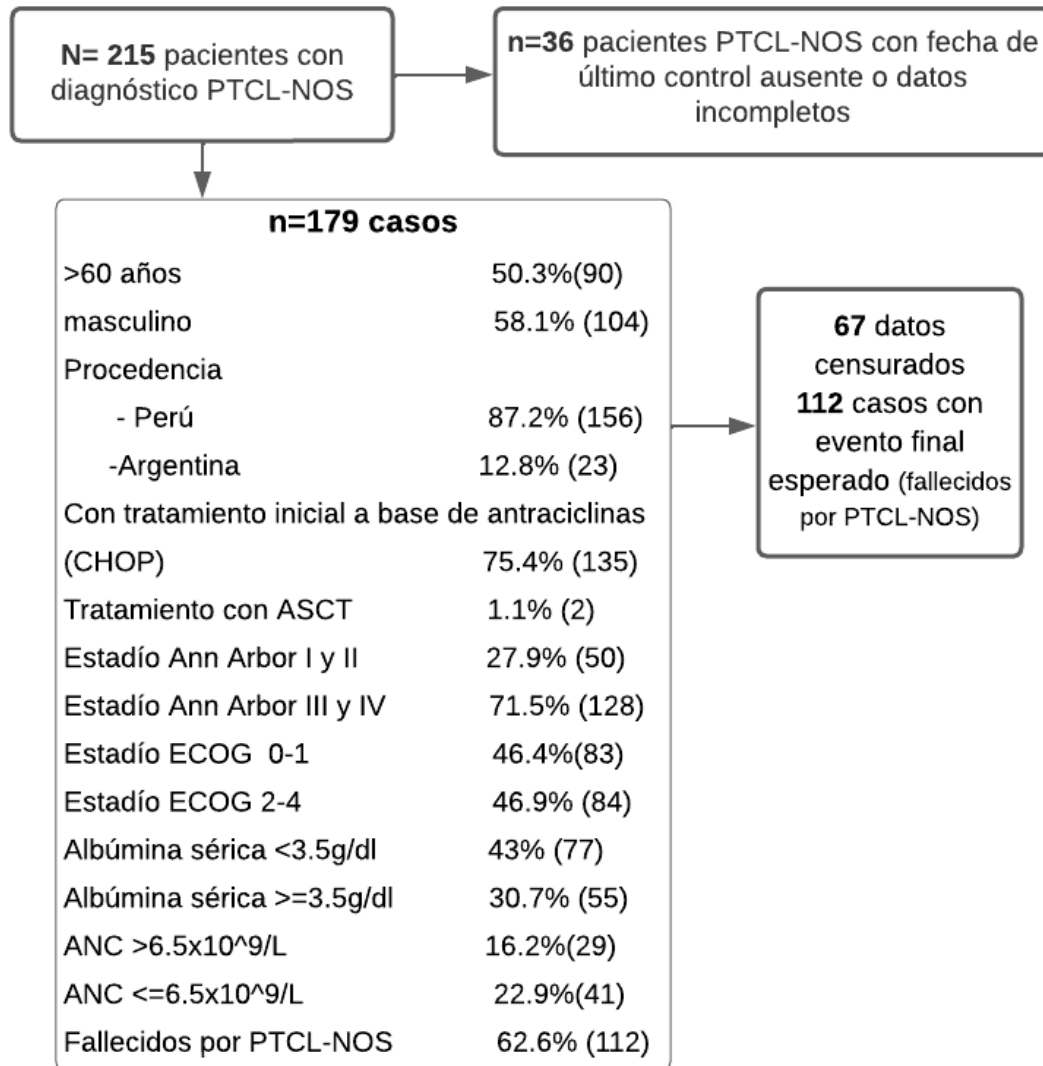 N= 215 pacientes con
diagnóstico PTCL-NOS
n=36 pacientes PTCL-NOS con fecha de
último control ausente o datos
incompletos
n=179 casos
>60 años 50.3%(90)
masculino 58.1% (104)
Procedencia
- Perú 87.2% (156)
-Argentina 12.8% (23)
Con tratamiento inicial a base de antraciclinas
(CHOP) 75.4% (135)
Tratamiento con ASCT 1.1% (2)
Estadío Ann Arbor I y II 27.9% (50)
Estadío Ann Arbor III y IV 71.5% (128)
Estadío ECOG 0-1 46.4%(83)
Estadío ECOG 2-4 46.9% (84)
Albúmina sérica <3.5g/dl 43% (77)
Albúmina sérica >=3.5g/dl 30.7% (55)
ANC >6.5x10^9/L 16.2%(29)
ANC <=6.5x10^9/L 22.9%(41)
Fallecidos por PTCL-NOS 62.6% (112)
67 datos
censurados
112 casos con
evento final
esperado (fallecidos
por PTCL-NOS)